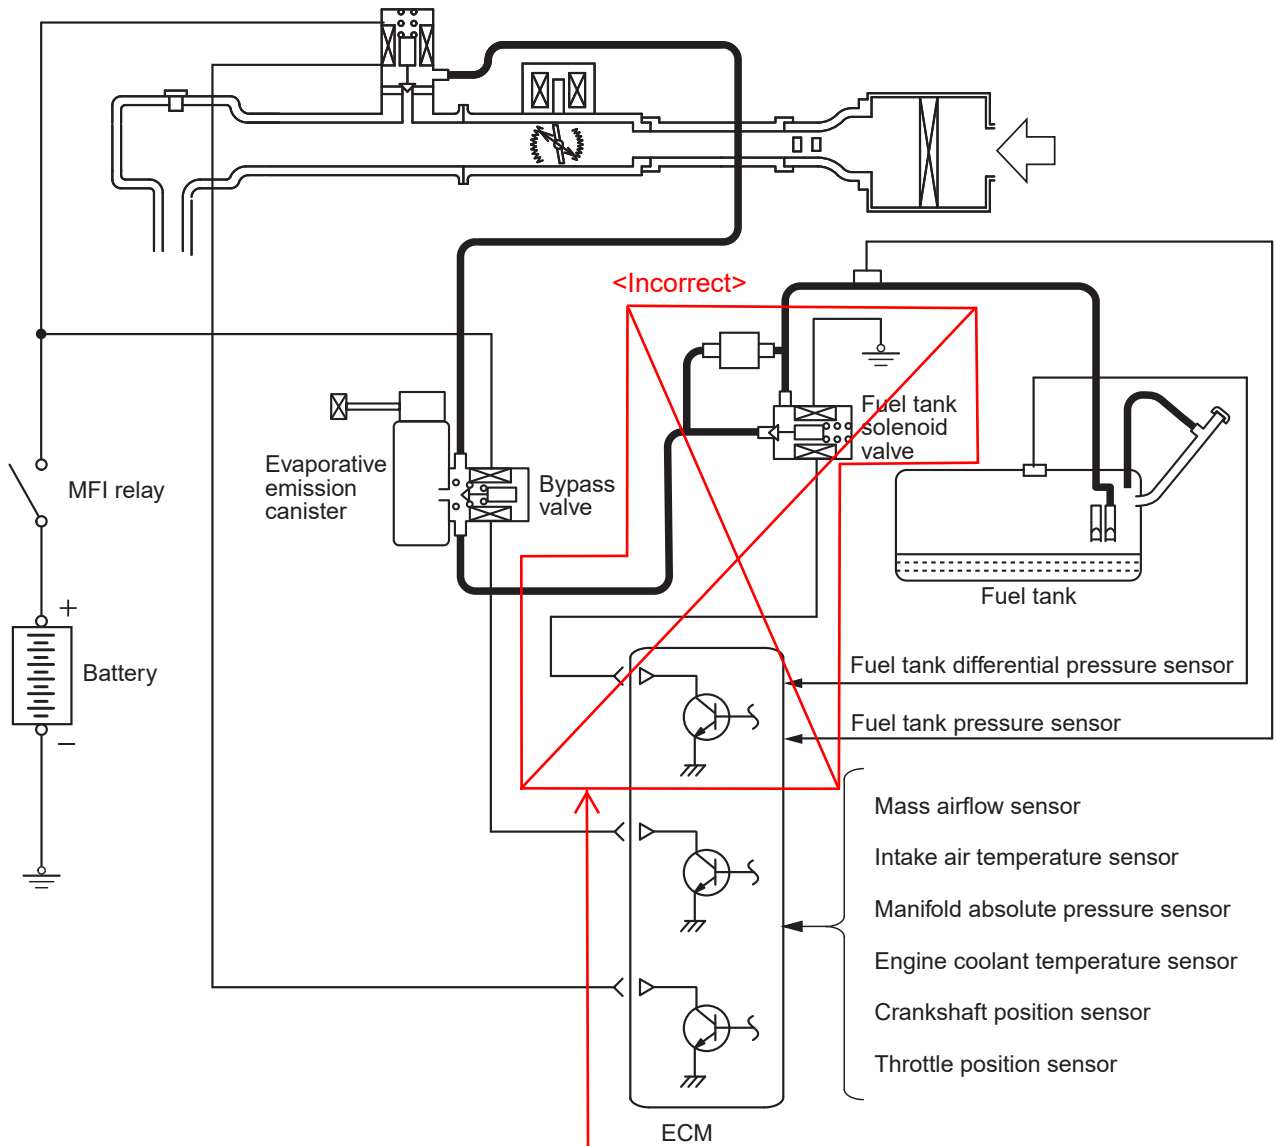 <Incorrect>
Fuel tank
solenoid
valve
Evaporative
emission
canister
Bypass
valve
MFI relay
+
Battery
−
Fuel tank
Fuel tank differential pressure sensor
Fuel tank pressure sensor
Mass airflow sensor
Intake air temperature sensor
Manifold absolute pressure sensor
Engine coolant temperature sensor
Crankshaft position sensor
Throttle position sensor
ECM